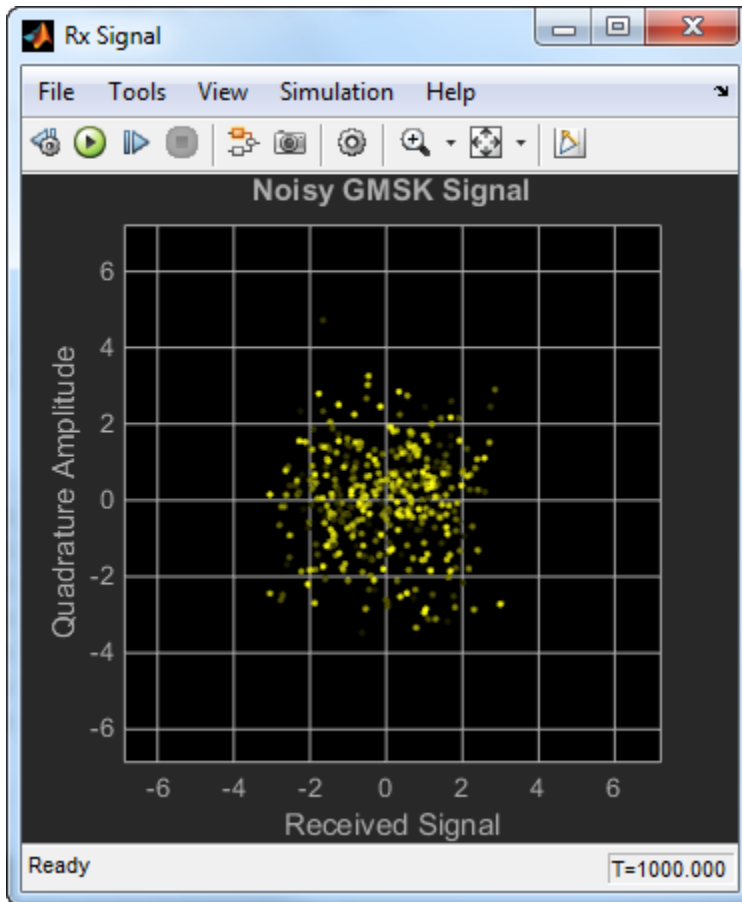 Rx Signal
File Tools View Simulation Help
Noisy GMSK Signal
6
4
2
0
-2
-4
-6
Quadrature Amplitude
-6 -4 -2 0 2 4 6
Received Signal
Ready T=1000.000